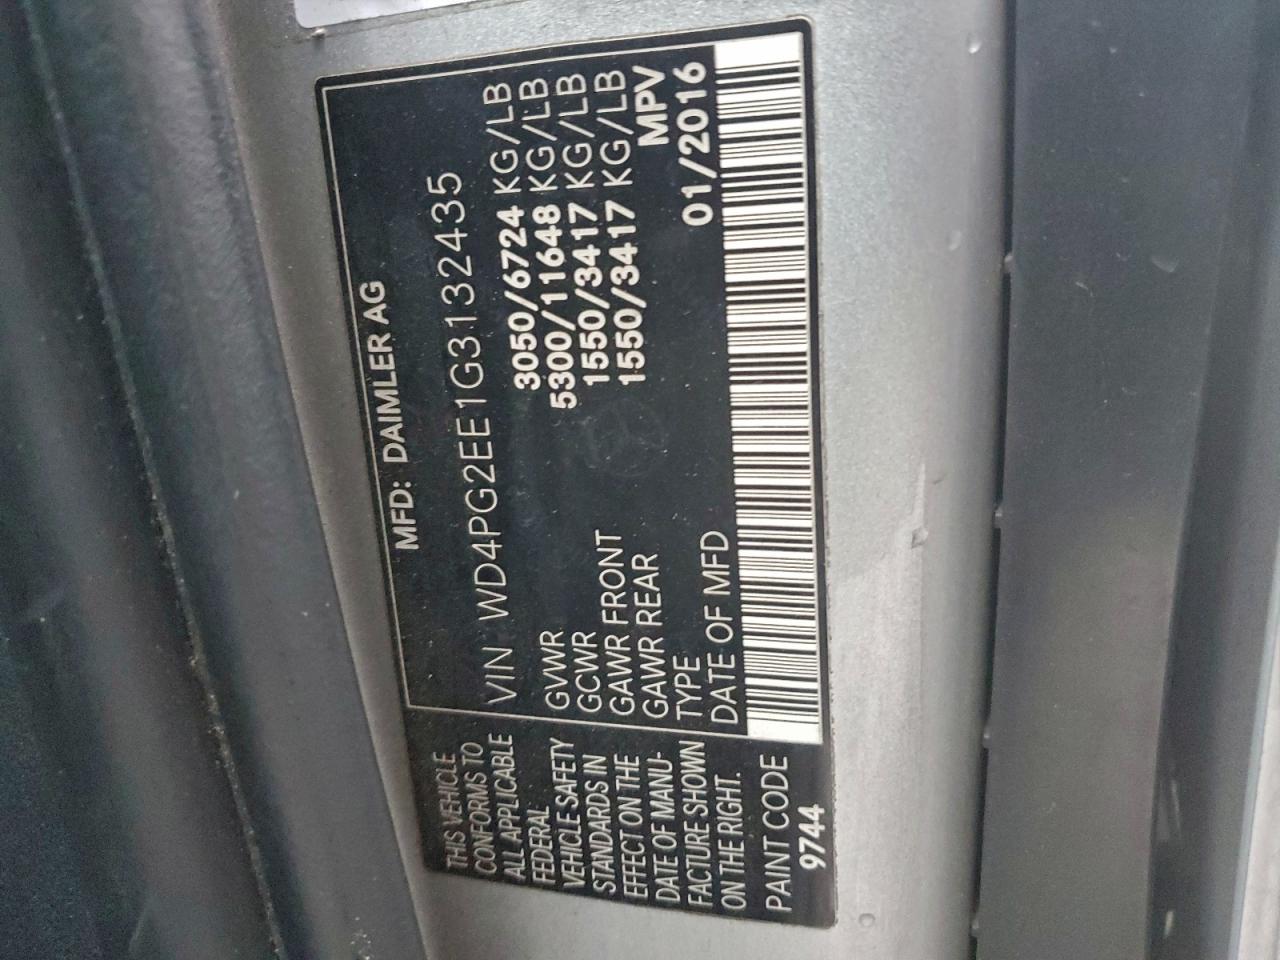 THIS VEHICLE
CONFORMS TO
ALL APPLICABLE
FEDERAL
VEHICLE SAFETY
STANDARDS IN
EFFECT ON THE
DATE OF MANU-
FACTURE SHOWN
ON THE RIGHT.
PAINT CODE
9744
MFD: DAIMLER AG
VIN WD4PG2EE1G3132435
GVWR 3050/6724 KG/LB
GCWR 5300/11648 KG/LB
GAWR FRONT 1550/3417 KG/LB
GAWR REAR 1550/3417 KG/LB
TYPE MPV
DATE OF MFD 01/2016